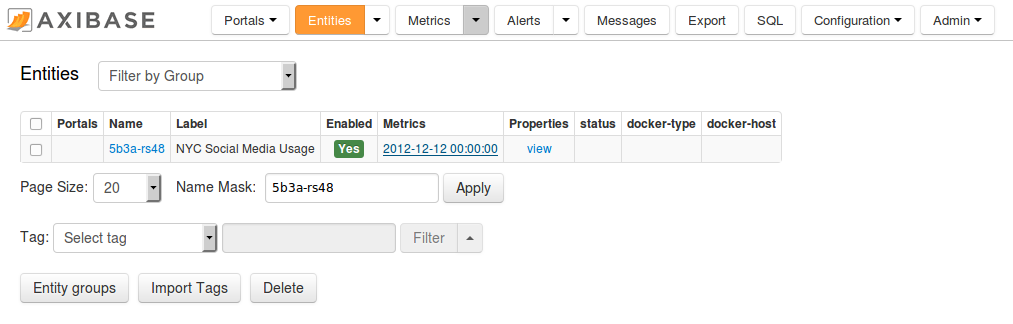 AXIBASE Portals Entities Metrics Alerts Messages Export SQL Configuration Admin
Entities Filter by Group
Portals Name Label Enabled Metrics Properties status docker-type docker-host
5b3a-rs48 NYC Social Media Usage Yes 2012-12-12 00:00:00 view
Page Size: 20 Name Mask: 5b3a-rs48 Apply
Tag: Select tag Filter
Entity groups Import Tags Delete